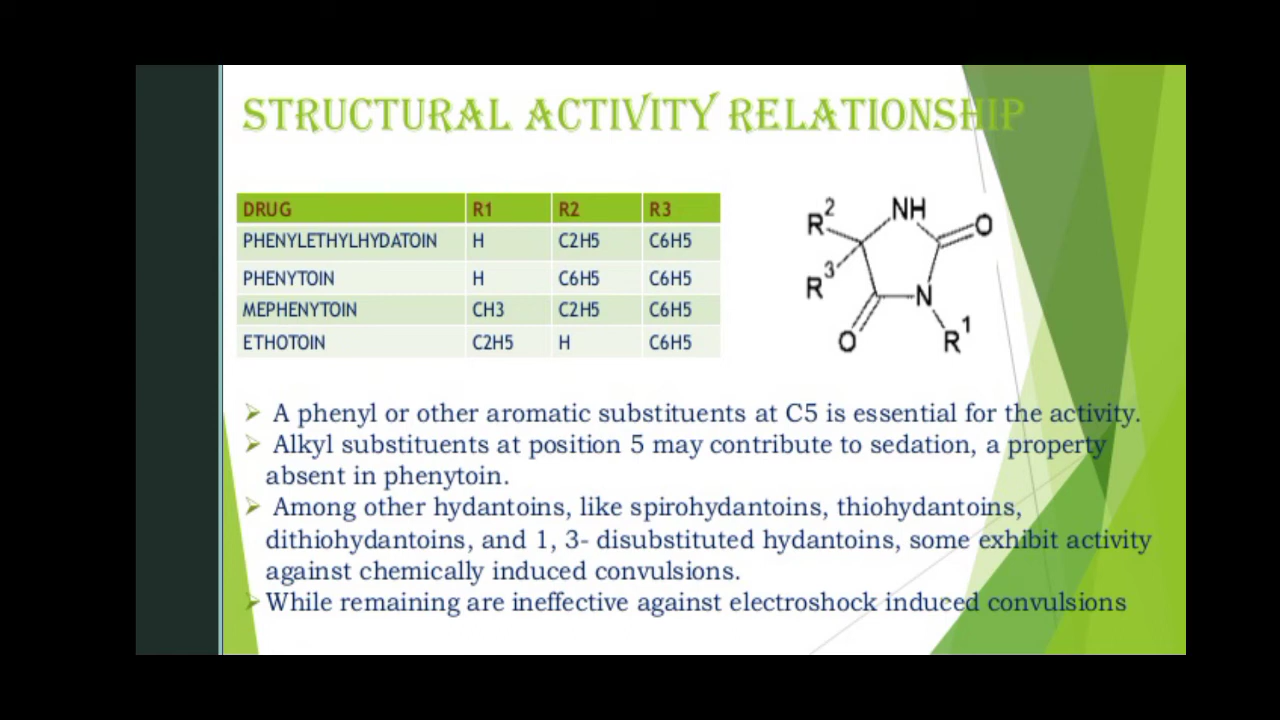 STRUCTURAL ACTIVITY RELATIONSHIP
DRUG R1 R2 R3
PHENYLETHYLHYDATOIN H C2H5 C6H5
PHENYTOIN H C6H5 C6H5
MEPHENYTOIN CH3 C2H5 C6H5
ETHOTOIN C2H5 H C6H5
R2 NH O
R3
N
O R1
➢ A phenyl or other aromatic substituents at C5 is essential for the activity.
➢ Alkyl substituents at position 5 may contribute to sedation, a property
absent in phenytoin.
➢ Among other hydantoins, like spirohydantoins, thiohydantoins,
dithiohydantoins, and 1, 3- disubstituted hydantoins, some exhibit activity
against chemically induced convulsions.
➢ While remaining are ineffective against electroshock induced convulsions